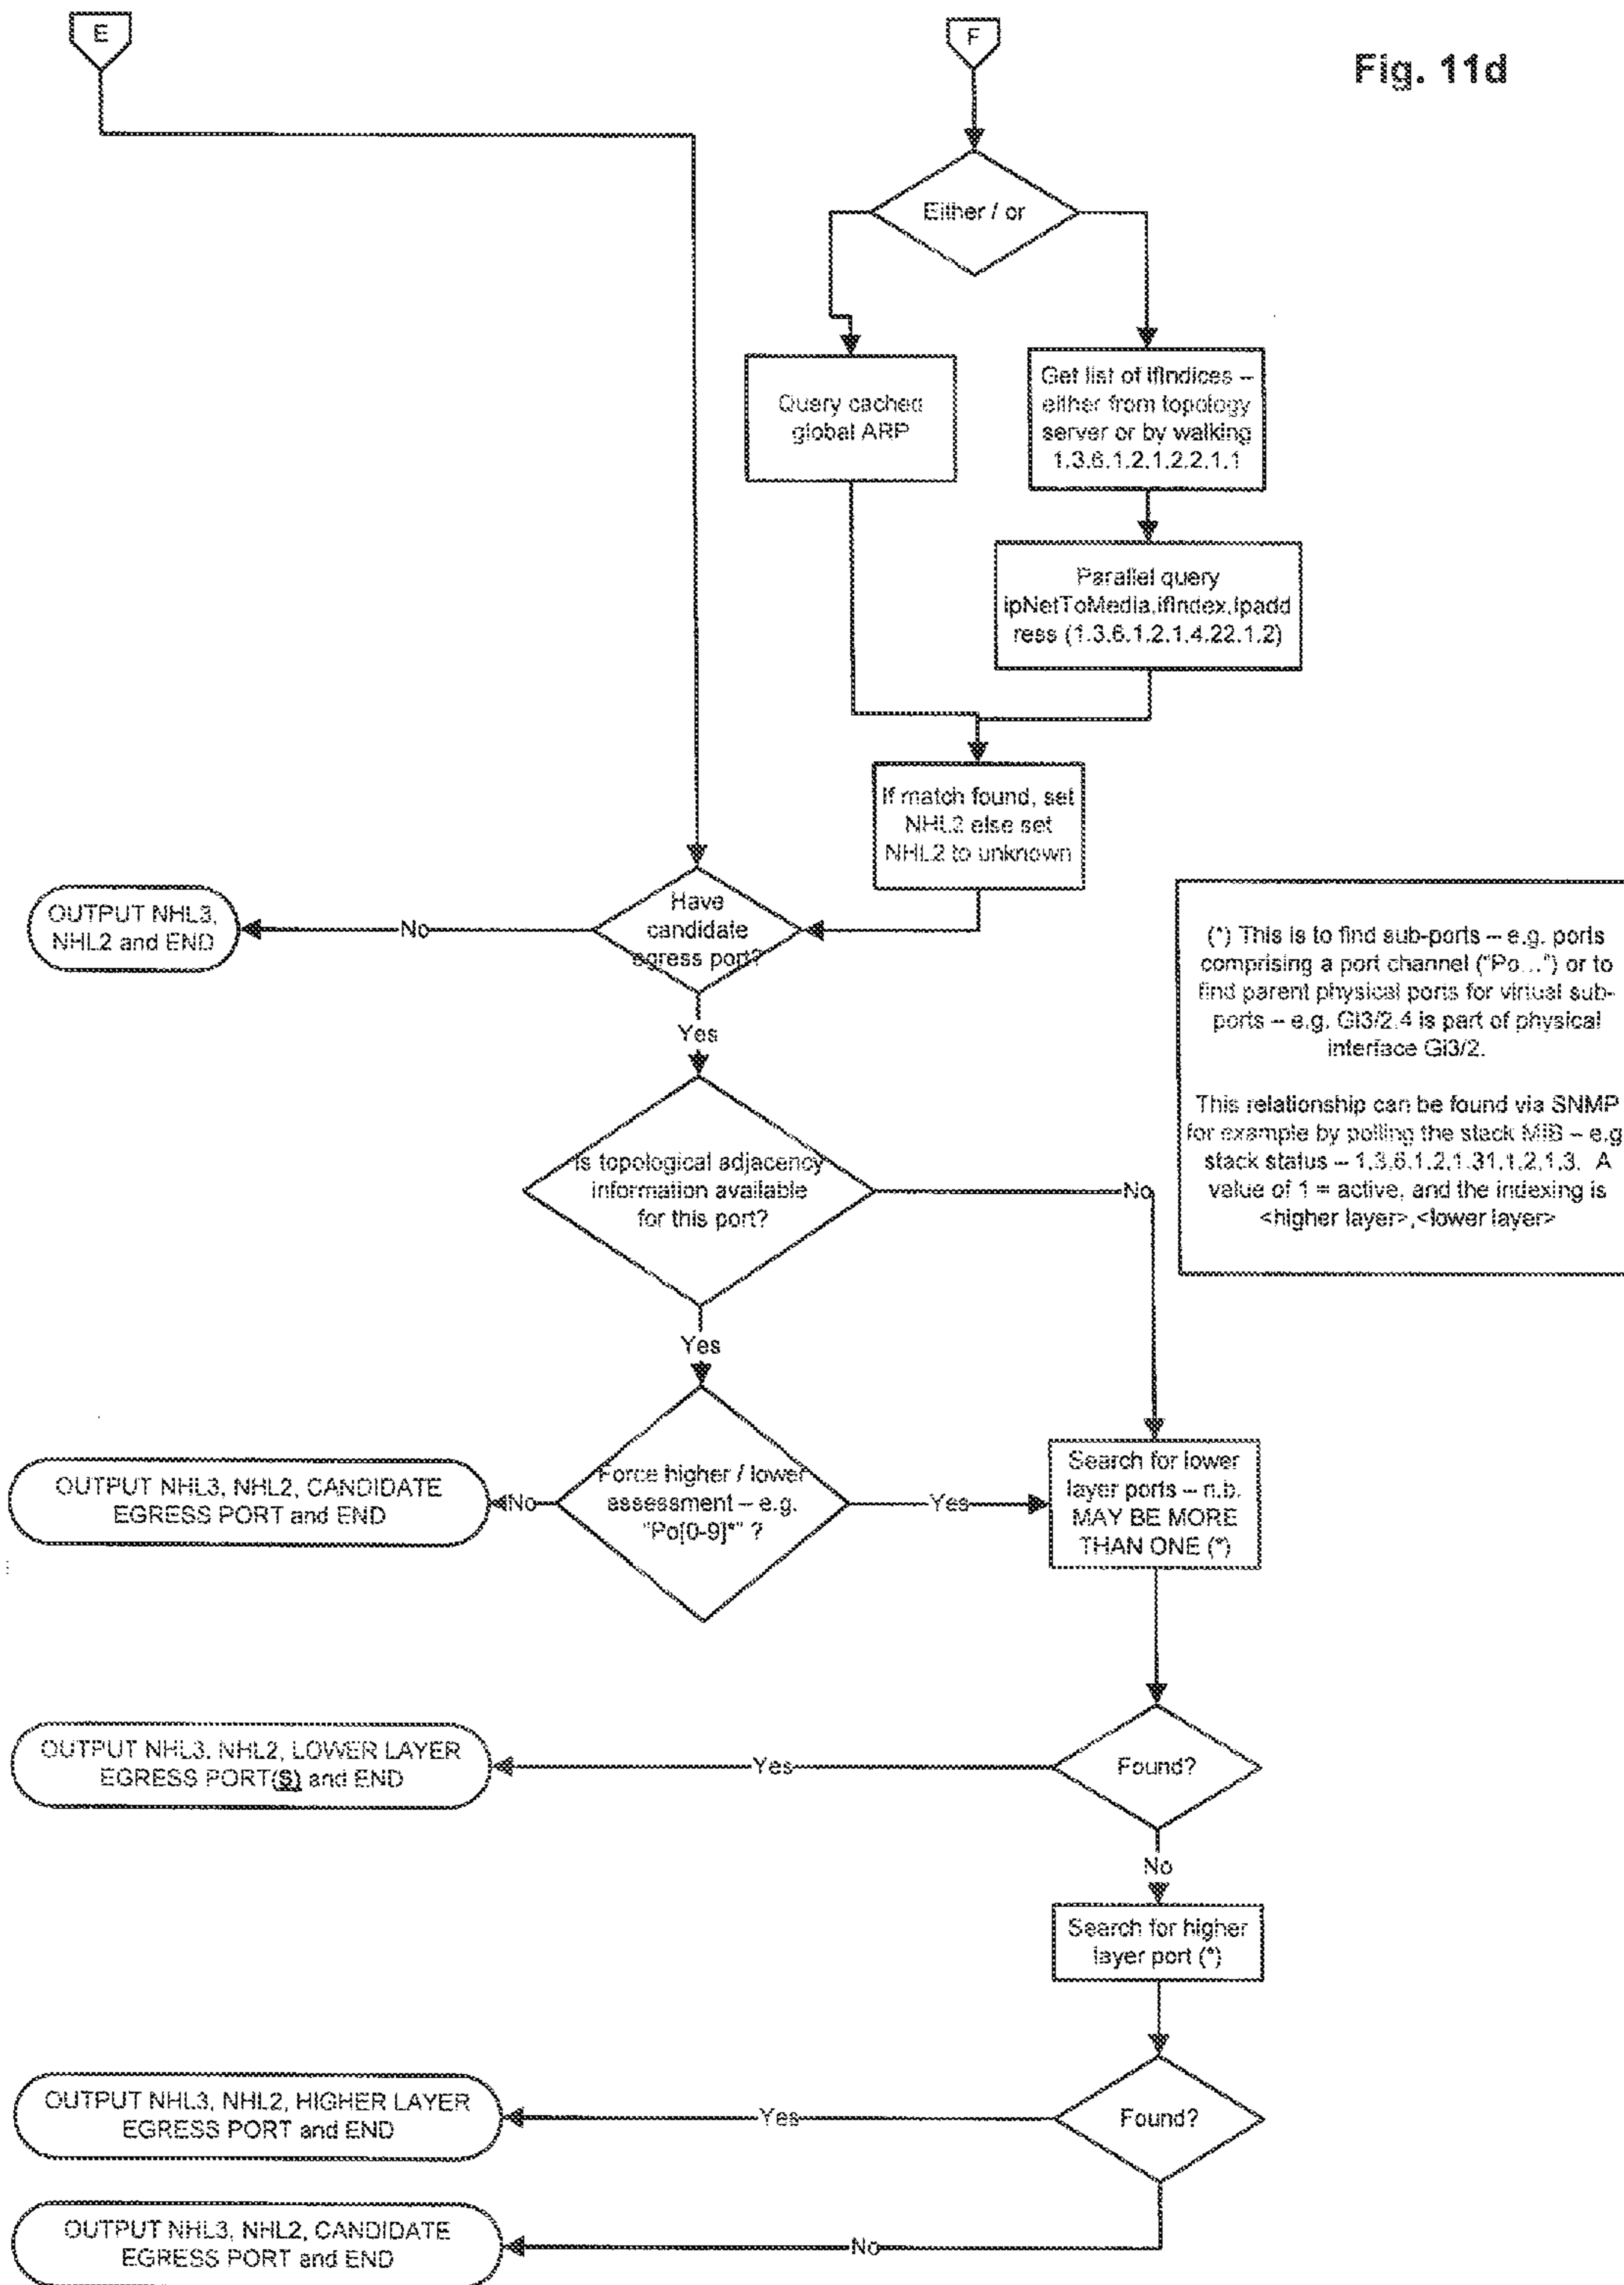 E
F
Fig. 11d
Either / or
Query cached
global ARP
Get list of ifIndices –
either from topology
server or by walking
1.3.6.1.2.1.2.2.1.1
Parallel query
ipNetToMedia.ifIndex.ipadd
ress (1.3.6.1.2.1.4.22.1.2)
If match found, set
NHL2 else set
NHL2 to unknown
Have
candidate
egress port?
No
OUTPUT NHL3,
NHL2 and END
Yes
(*) This is to find sub-ports – e.g. ports
comprising a port channel ("Po…") or to
find parent physical ports for virtual sub-
ports – e.g. Gi3/2.4 is part of physical
interface Gi3/2.
This relationship can be found via SNMP
for example by polling the stack MIB – e.g
stack status – 1.3.6.1.2.1.31.1.2.1.3. A
value of 1 = active, and the indexing is
<higher layer>.<lower layer>
Is topological adjacency
information available
for this port?
No
Yes
Force higher / lower
assessment – e.g.
"Po[0-9]*" ?
No
OUTPUT NHL3, NHL2, CANDIDATE
EGRESS PORT and END
Yes
Search for lower
layer ports – n.b.
MAY BE MORE
THAN ONE (*)
Found?
Yes
OUTPUT NHL3, NHL2, LOWER LAYER
EGRESS PORT(S) and END
No
Search for higher
layer port (*)
Found?
Yes
OUTPUT NHL3, NHL2, HIGHER LAYER
EGRESS PORT and END
No
OUTPUT NHL3, NHL2, CANDIDATE
EGRESS PORT and END